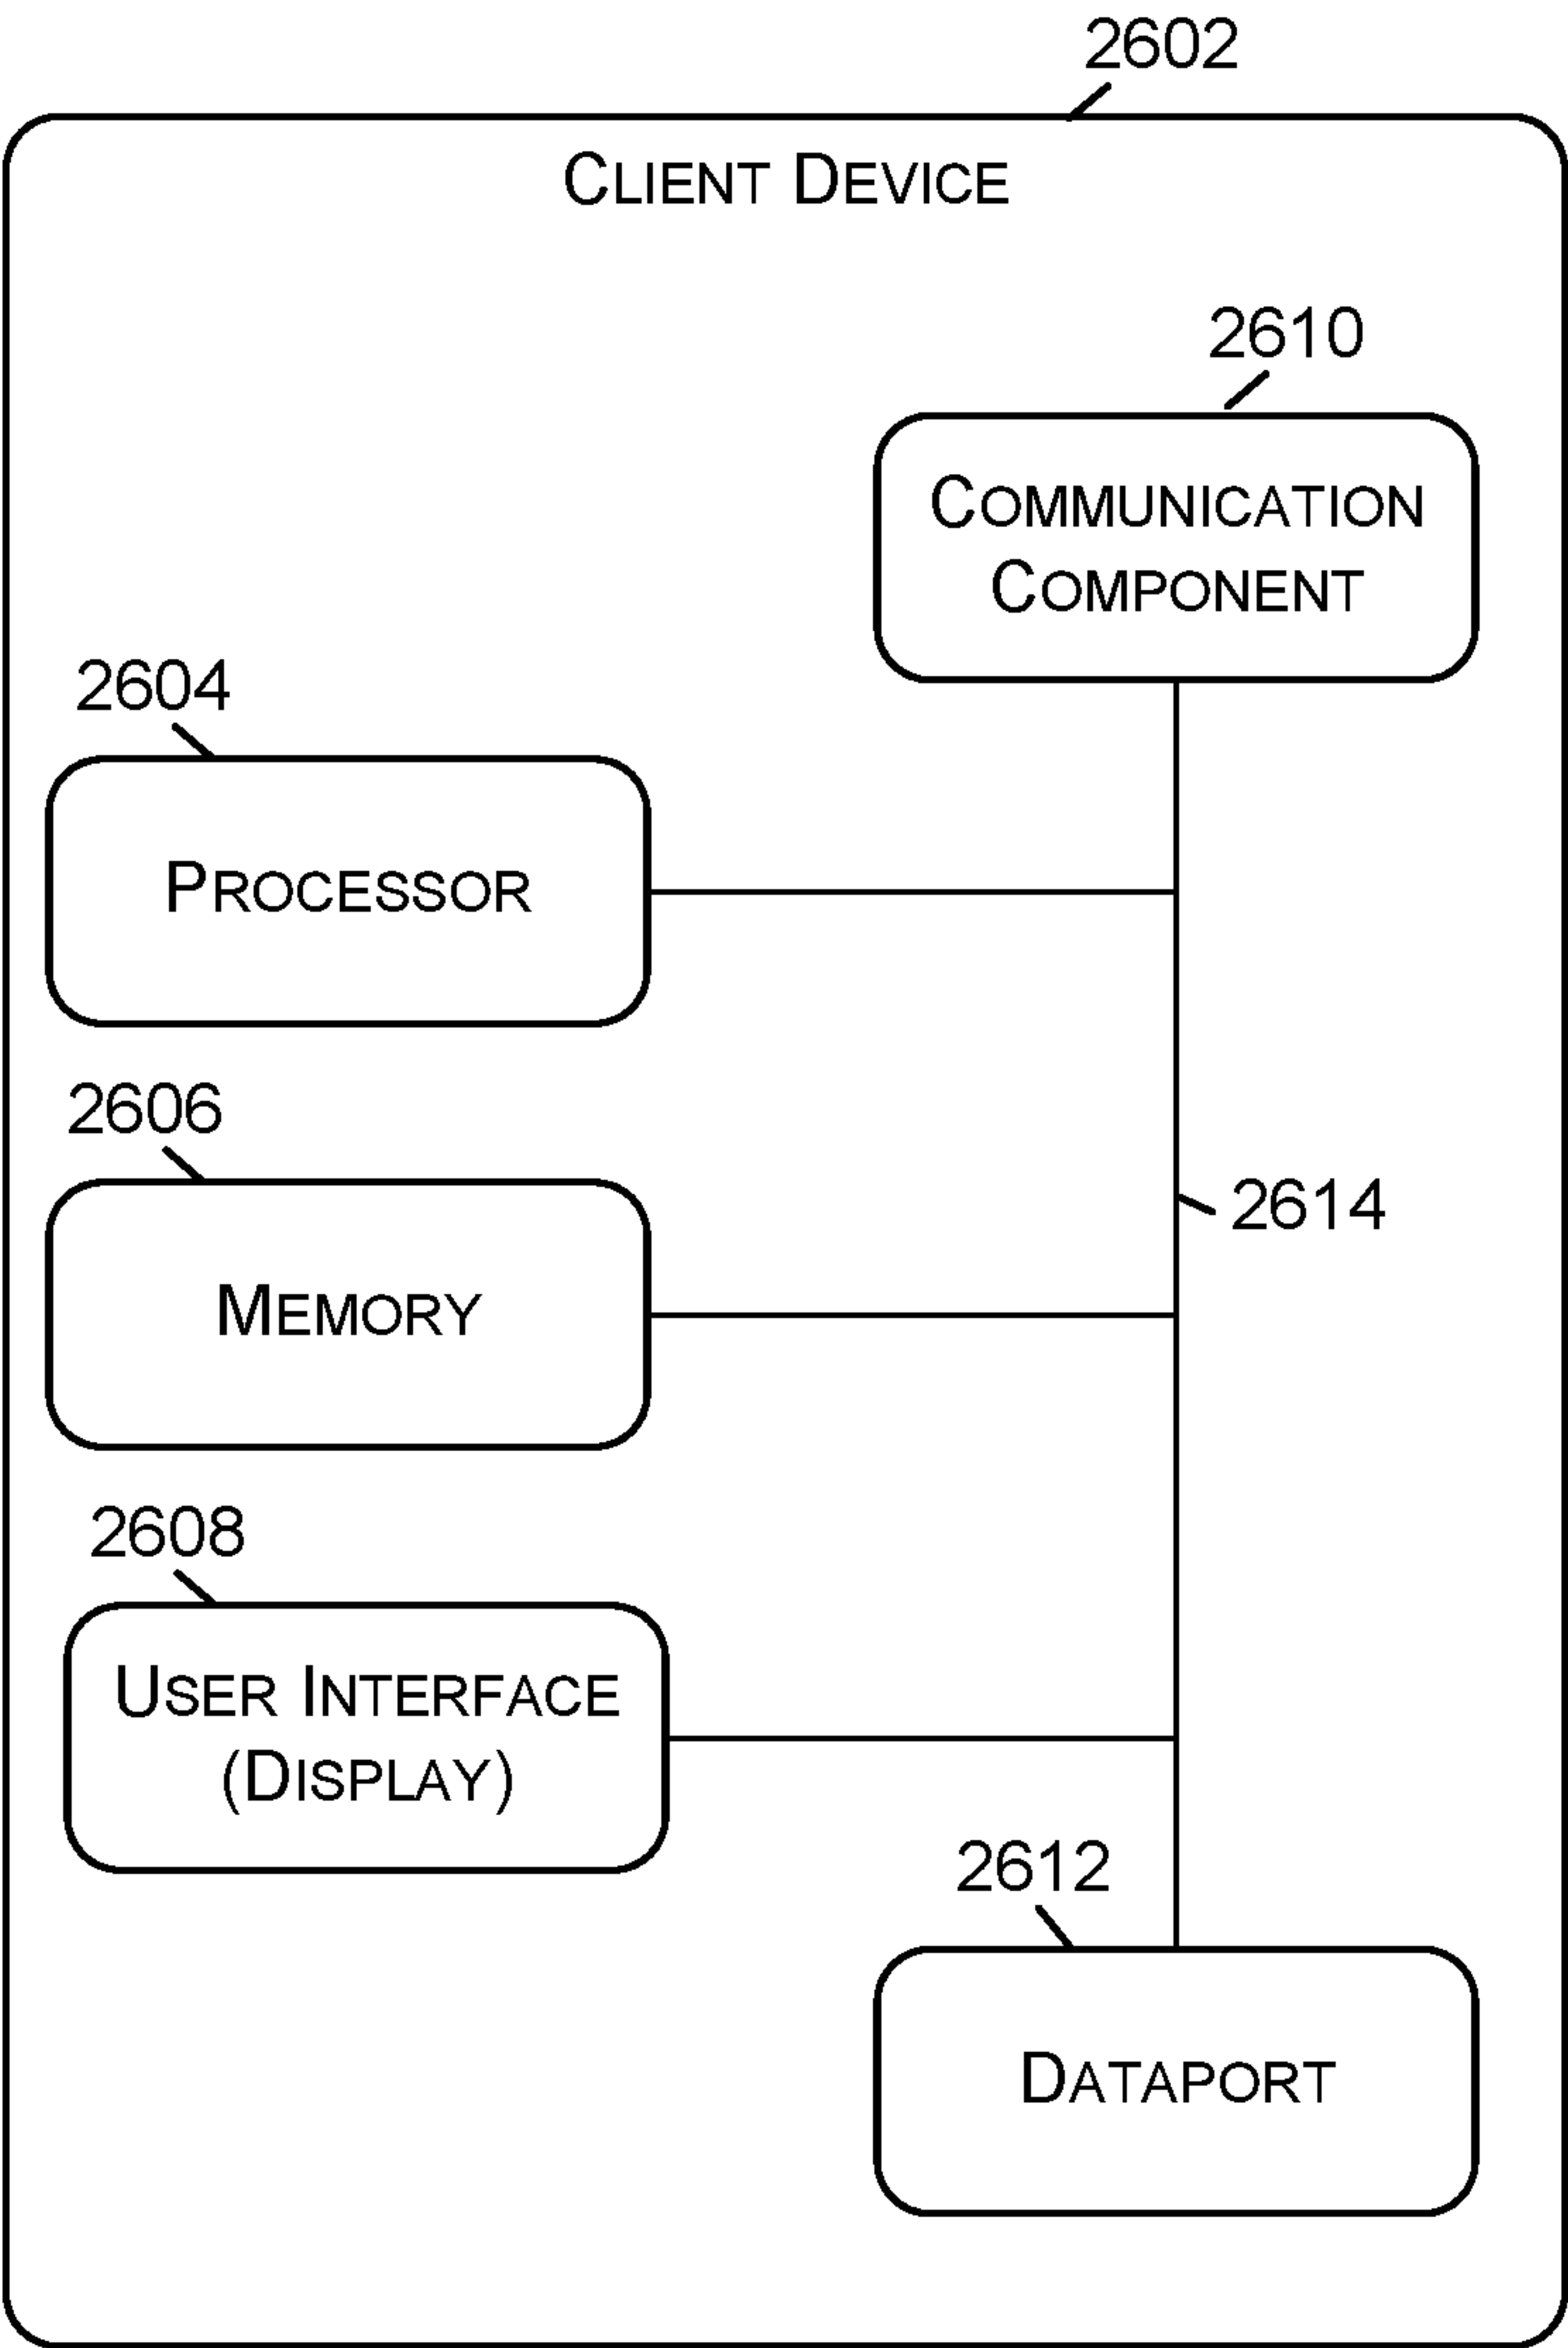 2602
CLIENT DEVICE
2610
COMMUNICATION
COMPONENT
2604
PROCESSOR
2606
2614
MEMORY
2608
USER INTERFACE
(DISPLAY)
2612
DATAPORT